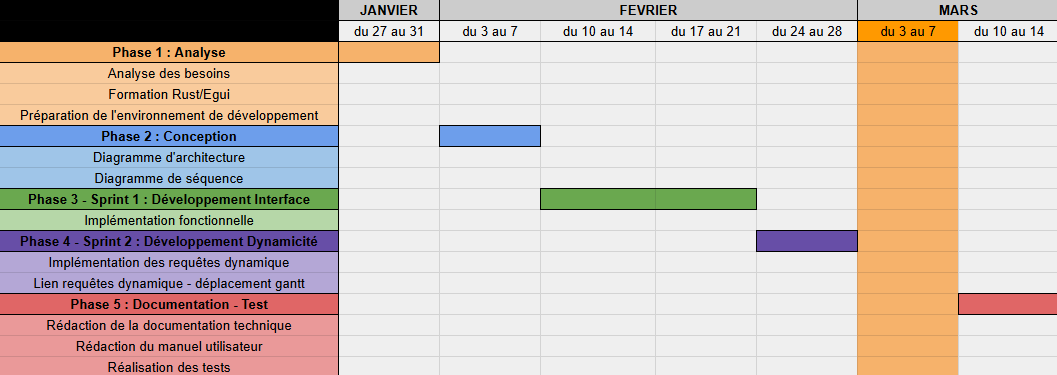 JANVIER FEVRIER MARS
du 27 au 31 du 3 au 7 du 10 au 14 du 17 au 21 du 24 au 28 du 3 au 7 du 10 au 14
Phase 1 : Analyse
Analyse des besoins
Formation Rust/Egui
Préparation de l'environnement de développement
Phase 2 : Conception
Diagramme d'architecture
Diagramme de séquence
Phase 3 - Sprint 1 : Développement Interface
Implémentation fonctionnelle
Phase 4 - Sprint 2 : Développement Dynamicité
Implémentation des requêtes dynamique
Lien requêtes dynamique - déplacement gantt
Phase 5 : Documentation - Test
Rédaction de la documentation technique
Rédaction du manuel utilisateur
Réalisation des tests